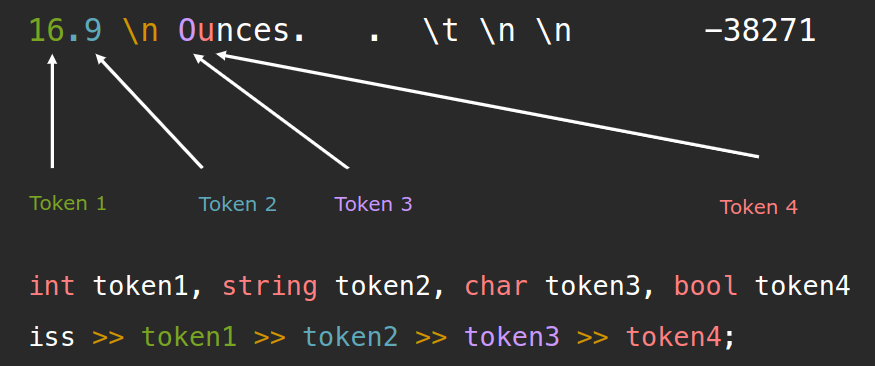 16.9 \n Ounces.   .  \t \n \n       −38271
Token 1 Token 2 Token 3 Token 4
int token1, string token2, char token3, bool token4
iss >> token1 >> token2 >> token3 >> token4;